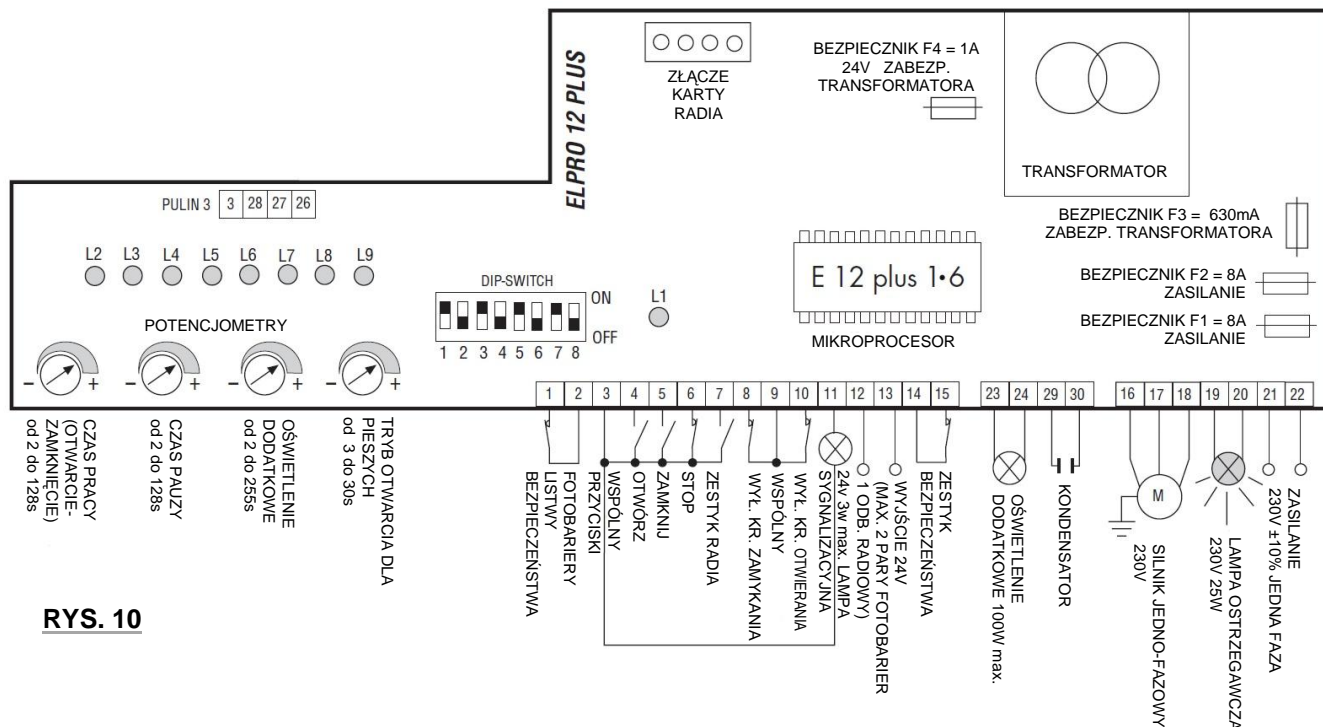 ELPRO 12 PLUS
ZŁĄCZE
KARTY
RADIA
BEZPIECZNIK F4 = 1A
24V ZABEZP.
TRANSFORMATORA
TRANSFORMATOR
BEZPIECZNIK F3 = 630mA
ZABEZP. TRANSFORMATORA
BEZPIECZNIK F2 = 8A
ZASILANIE
BEZPIECZNIK F1 = 8A
ZASILANIE
PULIN 3 3 28 27 26
L2 L3 L4 L5 L6 L7 L8 L9
DIP-SWITCH
ON
OFF
1 2 3 4 5 6 7 8
L1
E 12 plus 1•6
MIKROPROCESOR
POTENCJOMETRY
- + - + - + - +
CZAS PRACY
(OTWARCIE-
ZAMKNIĘCIE)
od 2 do 128s
CZAS PAUZY
od 2 do 128s
OŚWIETLENIE
DODATKOWE
od 2 do 255s
TRYB OTWARCIA DLA
PIESZYCH
od 3 do 30s
1 2 3 4 5 6 7 8 9 10 11 12 13 14 15
23 24 29 30
16 17 18 19 20 21 22
LISTWY
BEZPIECZEŃSTWA
FOTOBARIERY
PRZYCISKI
WSPÓLNY
OTWÓRZ
ZAMKNIJ
STOP
ZESTYK RADIA
WYŁ. KR. ZAMYKANIA
WSPÓLNY
WYŁ. KR. OTWIERANIA
24v 3w max. LAMPA
SYGNALIZACYJNA
WYJŚCIE 24V
(MAX. 2 PARY FOTOBARIER
1 ODB. RADIOWY)
ZESTYK
BEZPIECZEŃSTWA
OŚWIETLENIE
DODATKOWE 100W max.
KONDENSATOR
M
SILNIK JEDNO-FAZOWY
230V
LAMPA OSTRZEGAWCZA
230V 25W
ZASILANIE
230V ±10% JEDNA FAZA
RYS. 10